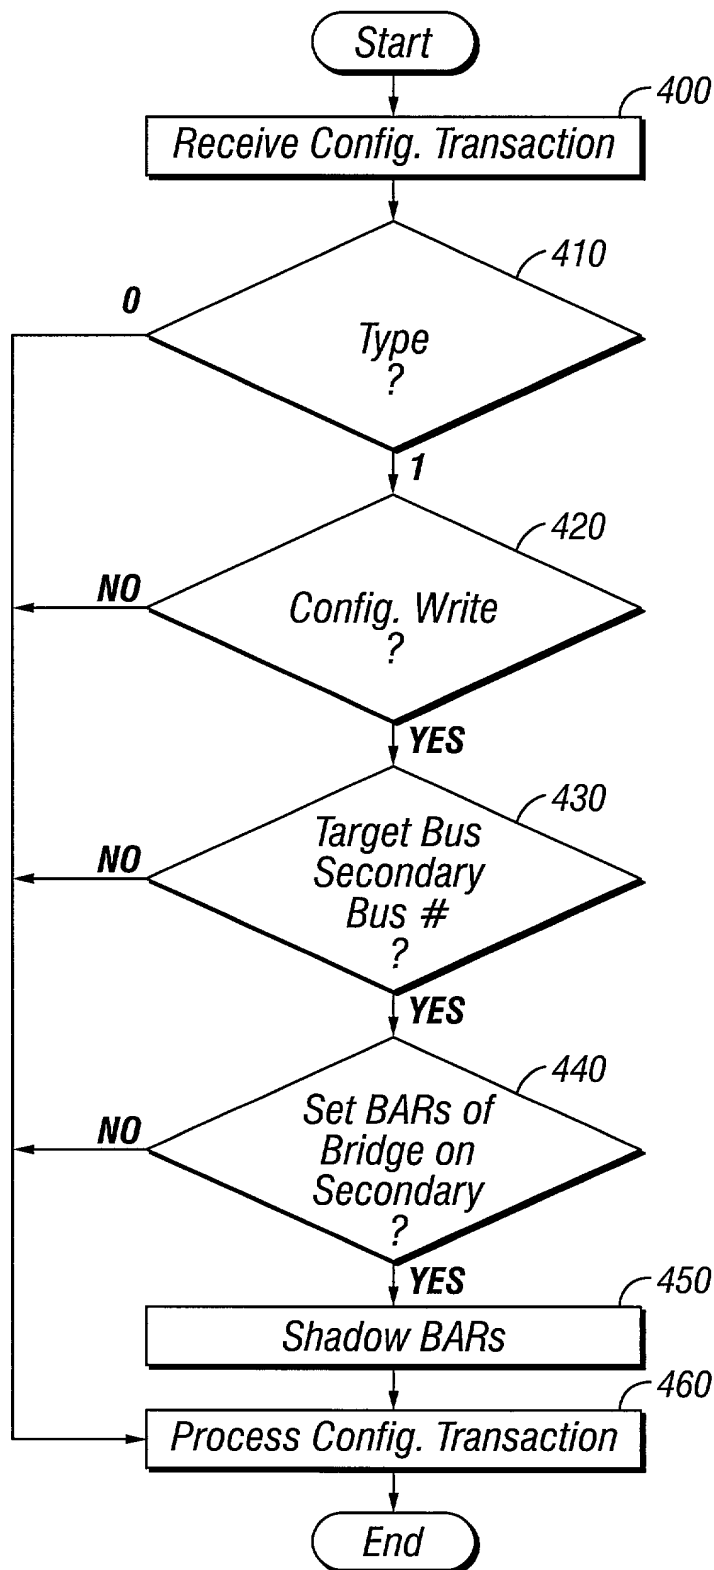 Start
400
Receive Config. Transaction
410
0
Type
?
1
420
NO
Config. Write
?
YES
430
NO
Target Bus
Secondary
Bus #
?
YES
440
NO
Set BARs of
Bridge on
Secondary
?
YES
450
Shadow BARs
460
Process Config. Transaction
End